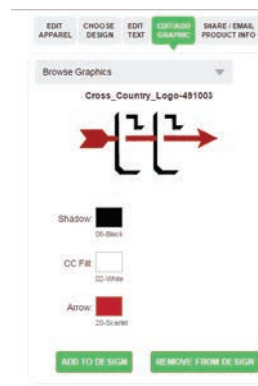 EDIT CHOOSE EDIT EDIT/ADD SHARE / EMAIL
APPAREL DESIGN TEXT GRAPHIC PRODUCT INFO
Browse Graphics
Cross_Country_Logo-491003
Shadow:
06-Black
CC Fill:
02-White
Arrow:
20-Scarlet
ADD TO DESIGN REMOVE FROM DESIGN